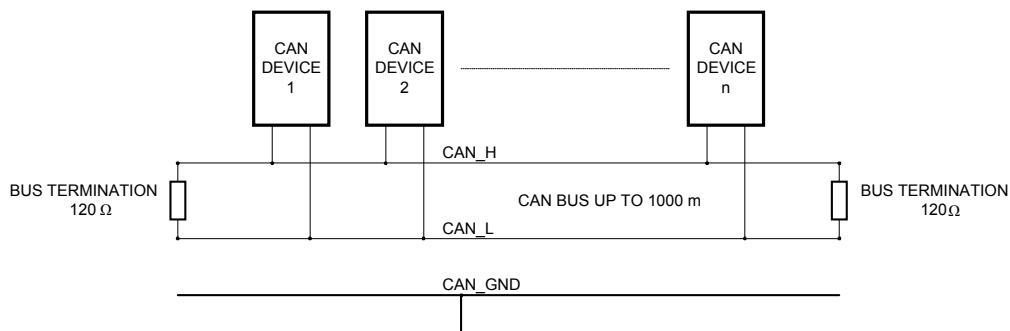 CAN
DEVICE
1
CAN
DEVICE
2
CAN
DEVICE
n
CAN_H
BUS TERMINATION
120 Ω
CAN BUS UP TO 1000 m
BUS TERMINATION
120Ω
CAN_L
CAN_GND